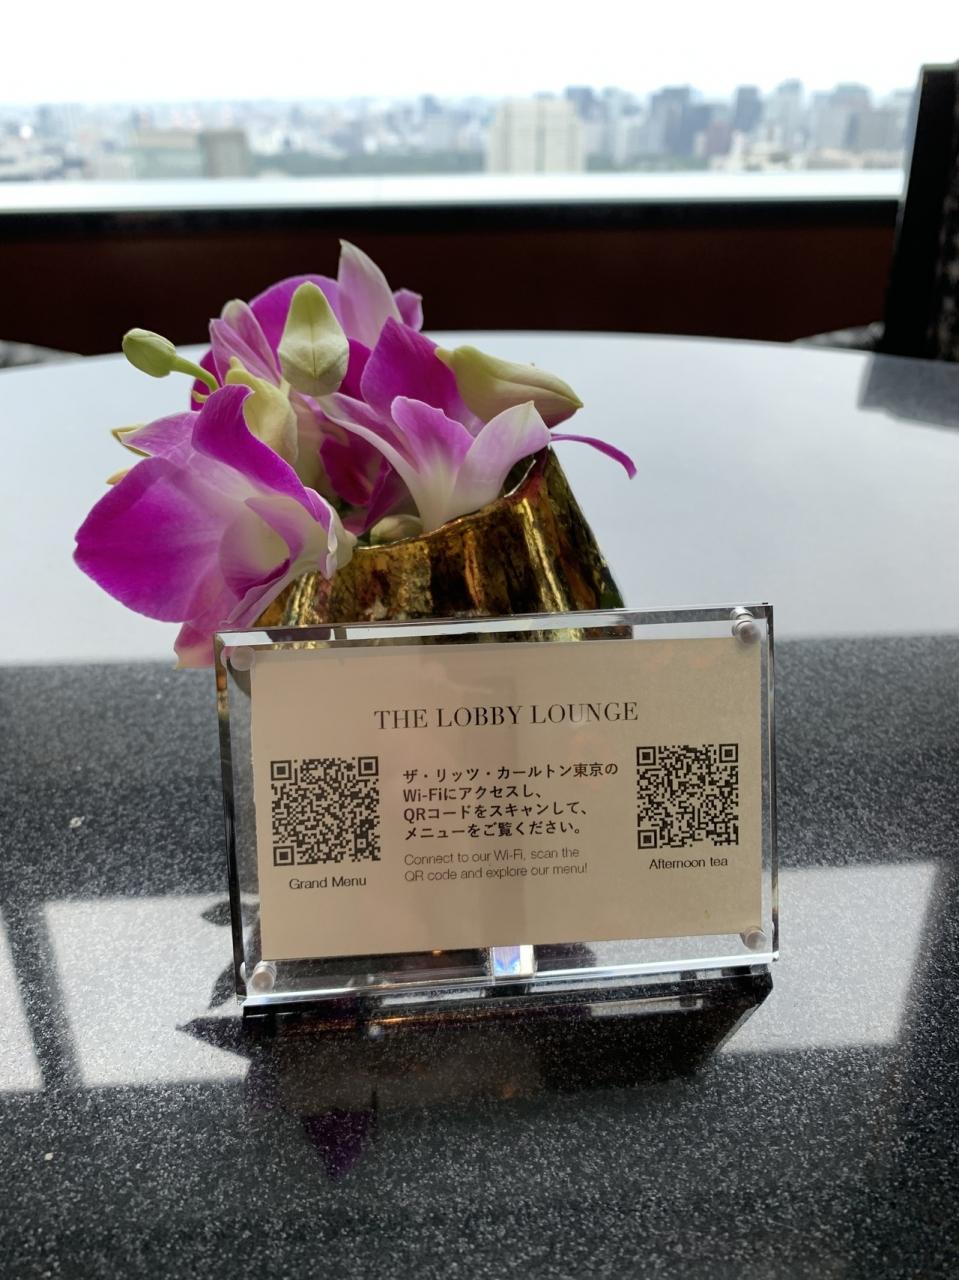 THE LOBBY LOUNGE
ザ・リッツ・カールトン東京の
Wi-Fiにアクセスし、
QRコードをスキャンして、
メニューをご覧ください。
Connect to our Wi-Fi, scan the
QR code and explore our menu!
Grand Menu
Afternoon tea